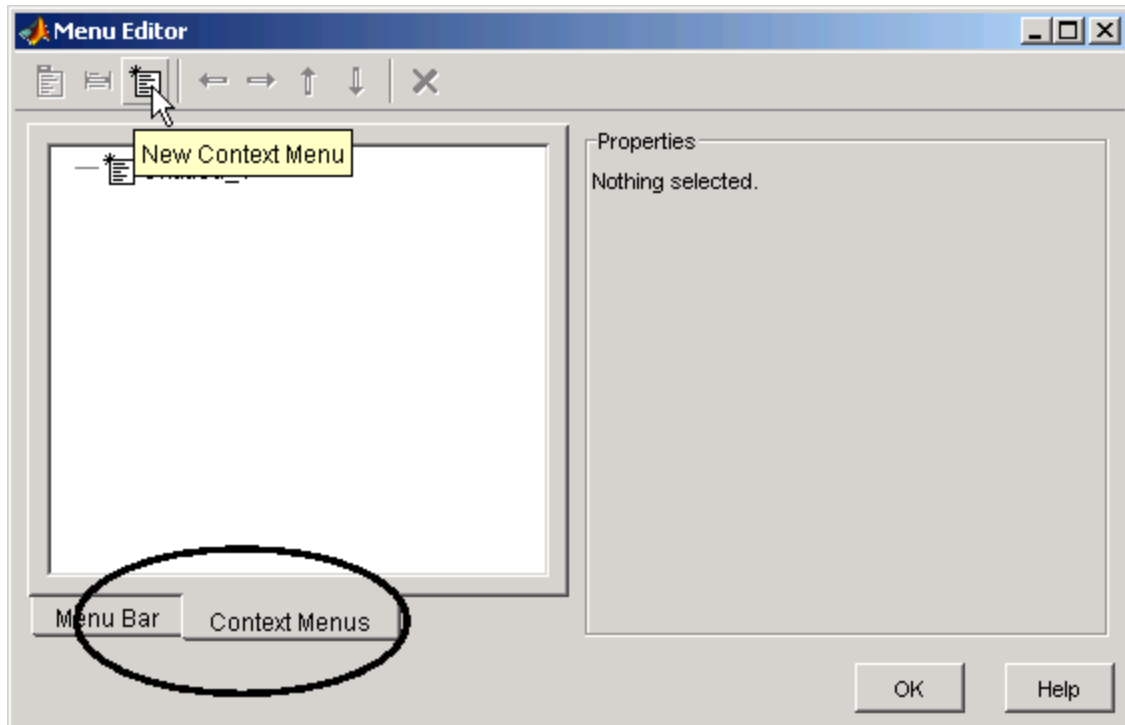 Menu Editor
New Context Menu
Properties
Nothing selected.
Menu Bar
Context Menus
OK
Help